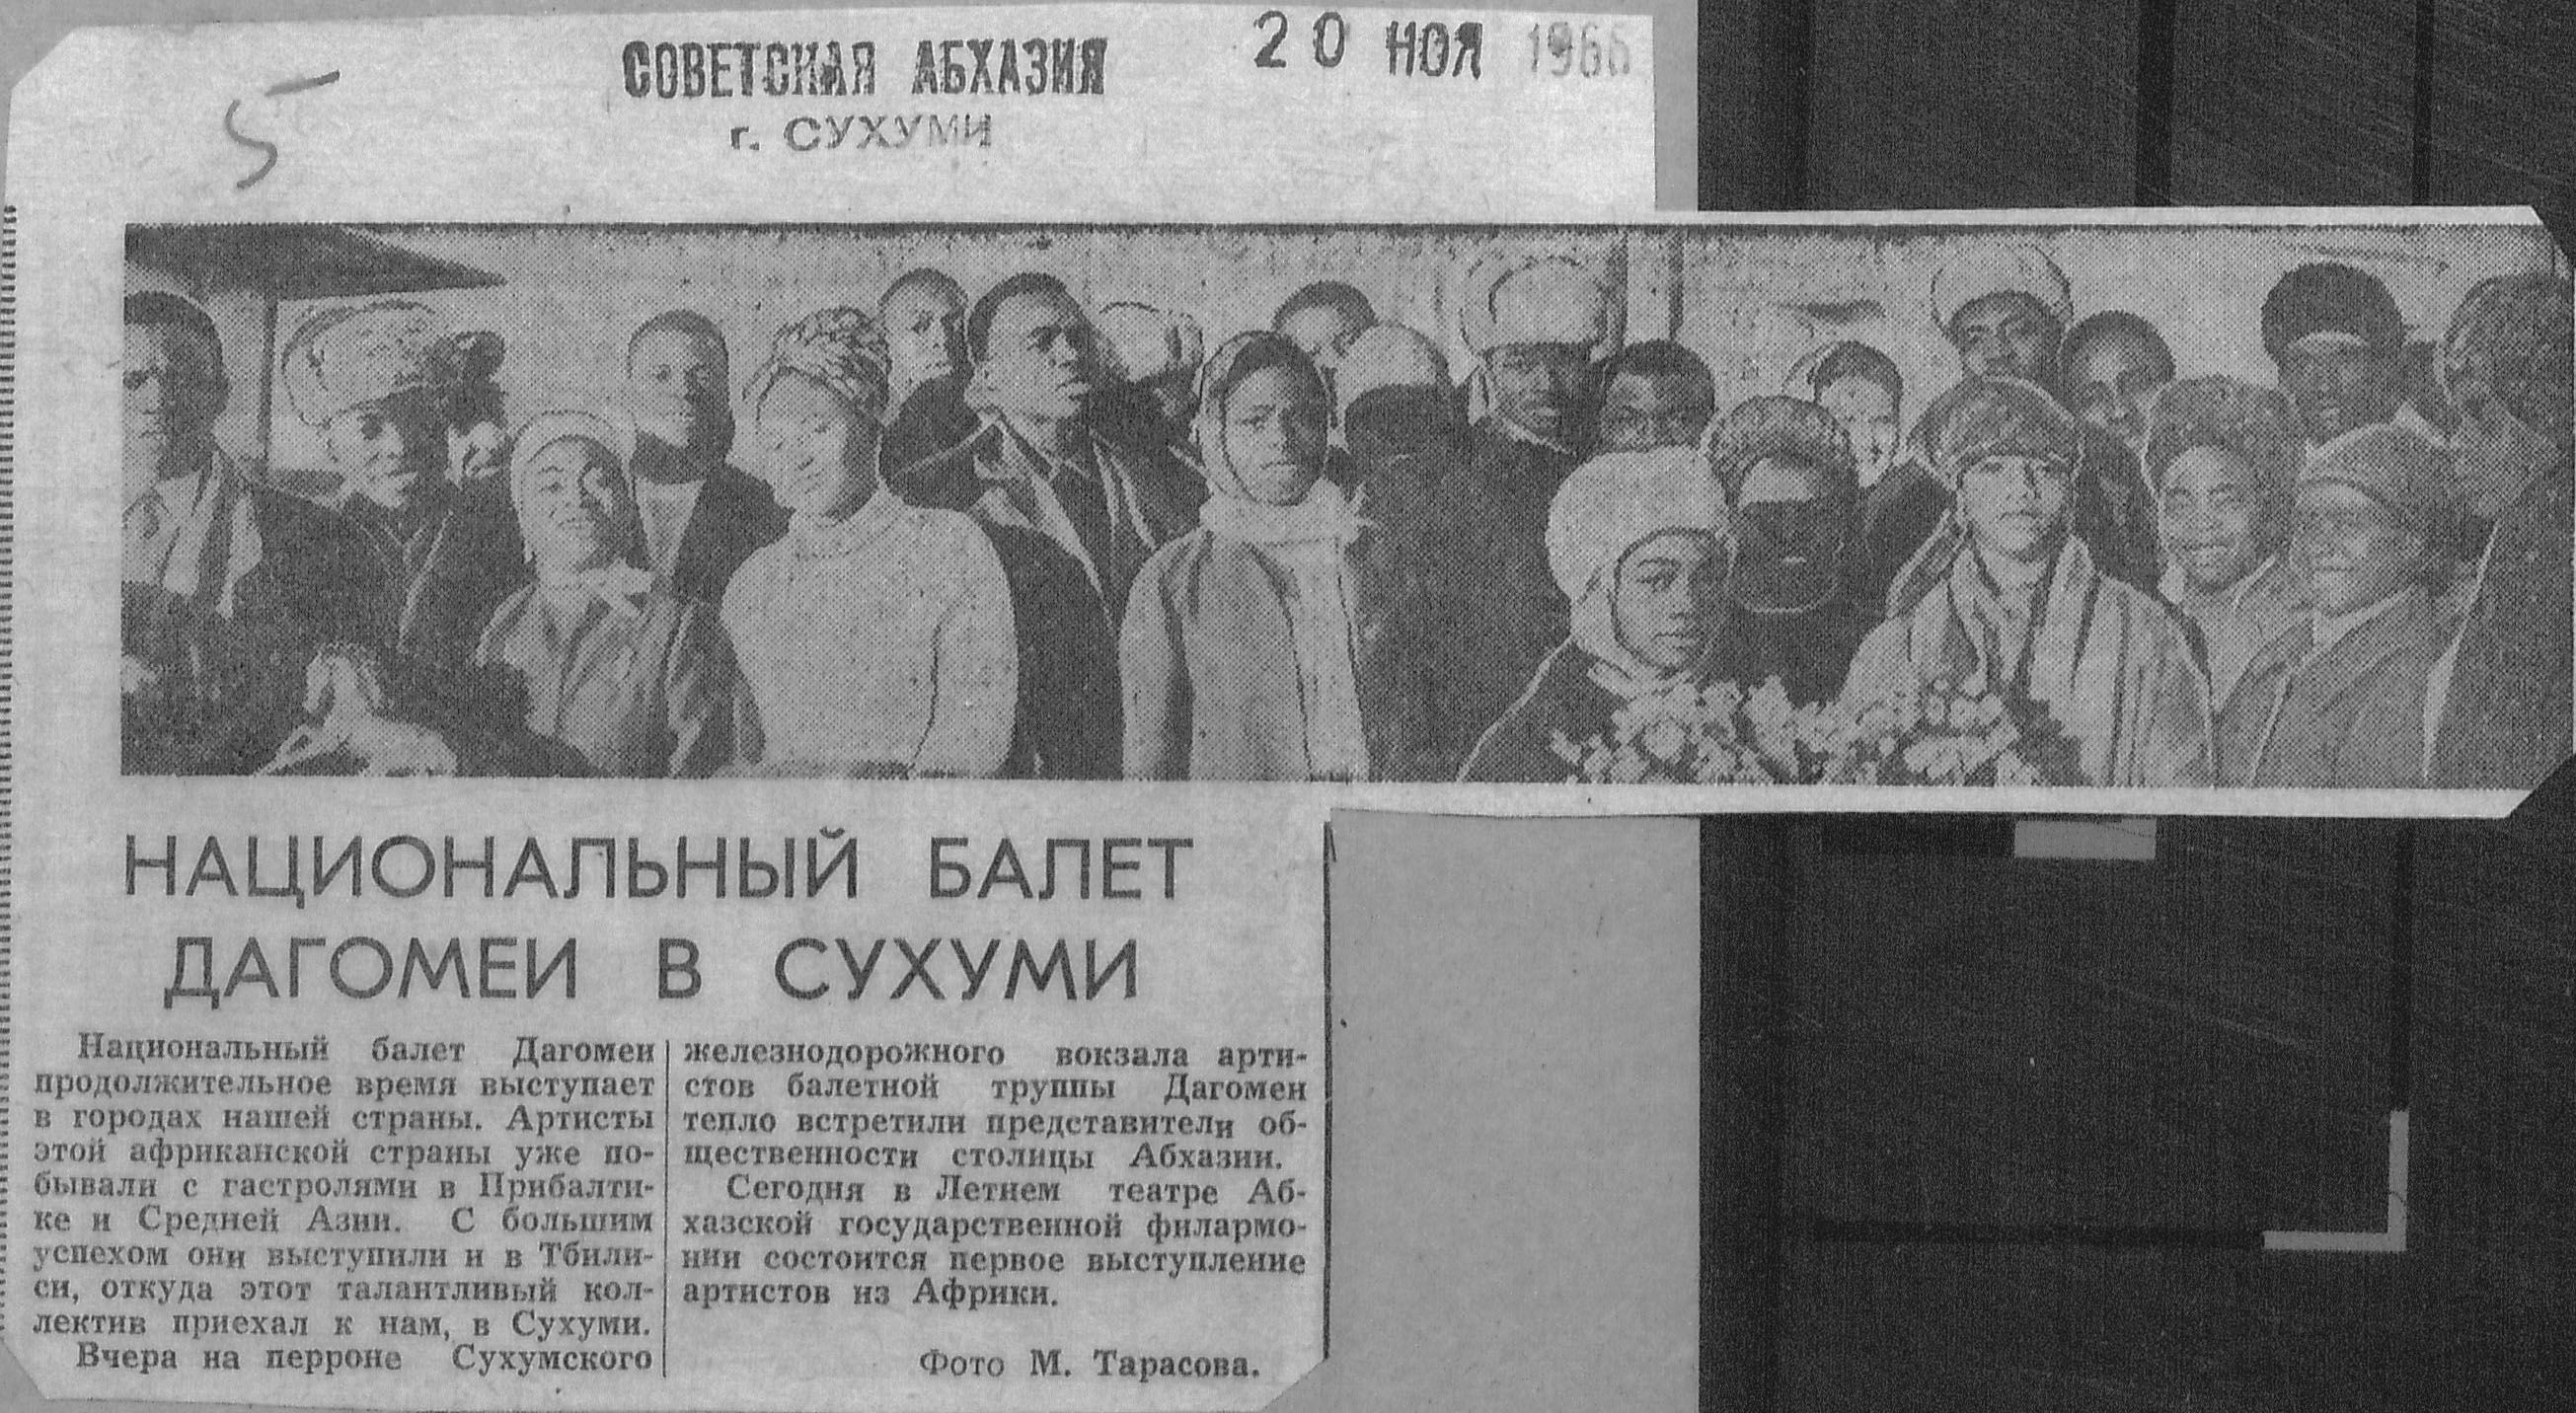 5
СОВЕТСКАЯ АБХАЗИЯ
г. СУХУМИ
20 НОЯ 1966
НАЦИОНАЛЬНЫЙ БАЛЕТ
ДАГОМЕИ В СУХУМИ
Национальный балет Дагомеи
продолжительное время выступает
в городах нашей страны. Артисты
этой африканской страны уже по-
бывали с гастролями в Прибалти-
ке и Средней Азии. С большим
успехом они выступили и в Тбили-
си, откуда этот талантливый кол-
лектив приехал к нам, в Сухуми.
Вчера на перроне Сухумского
железнодорожного вокзала арти-
стов балетной труппы Дагомеи
тепло встретили представители об-
щественности столицы Абхазии.
Сегодня в Летнем театре Аб-
хазской государственной филармо-
нии состоится первое выступление
артистов из Африки.
Фото М. Тарасова.